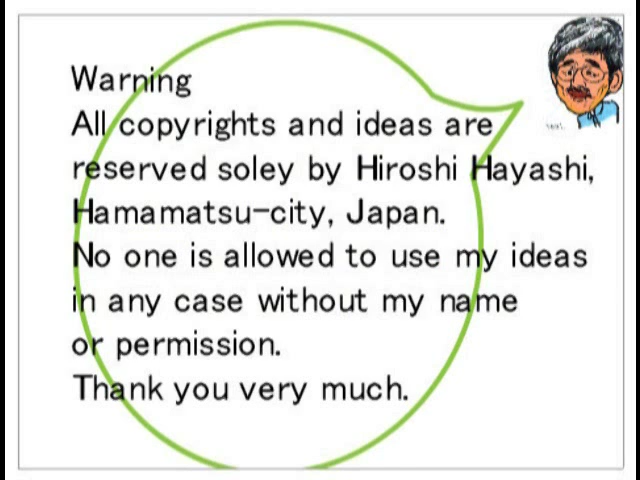 Warning
All copyrights and ideas are
reserved soley by Hiroshi Hayashi,
Hamamatsu-city, Japan.
No one is allowed to use my ideas
in any case without my name
or permission.
Thank you very much.